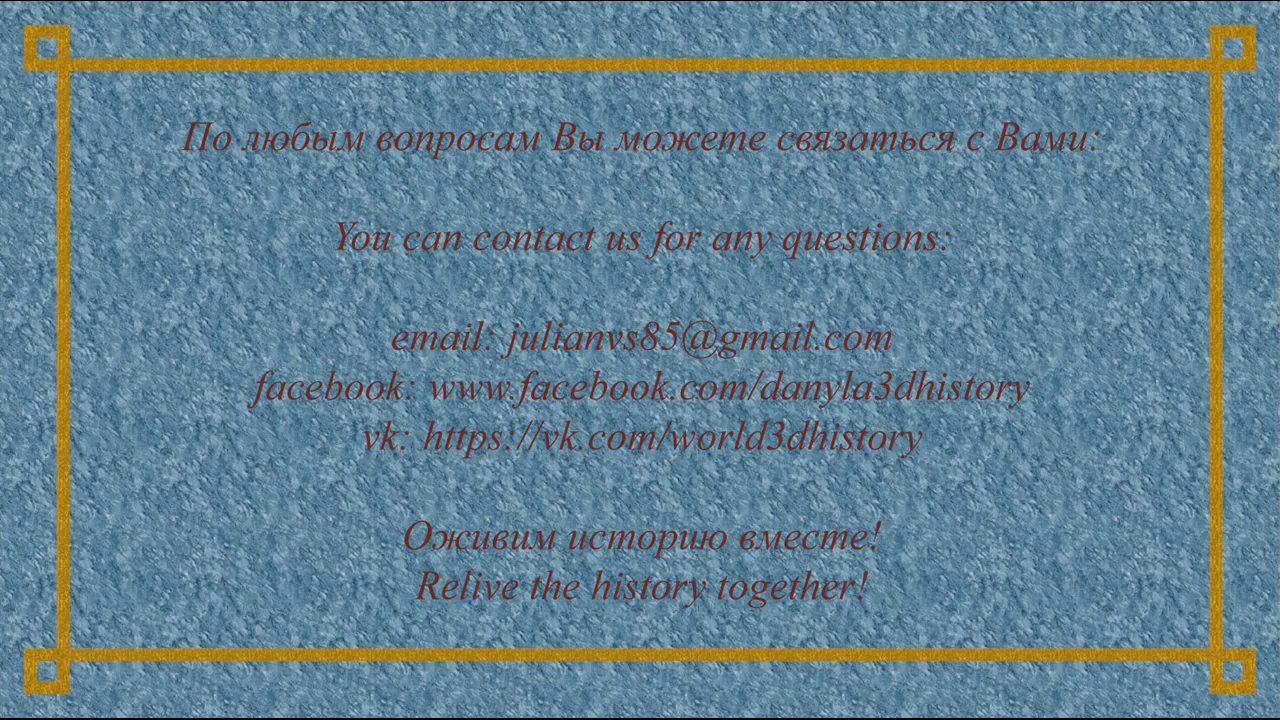 По любым вопросам Вы можете связаться с Вами:
You can contact us for any questions:
email: julianvs85@gmail.com
facebook: www.facebook.com/danyla3dhistory
vk: https://vk.com/world3dhistory
Оживим историю вместе!
Relive the history together!